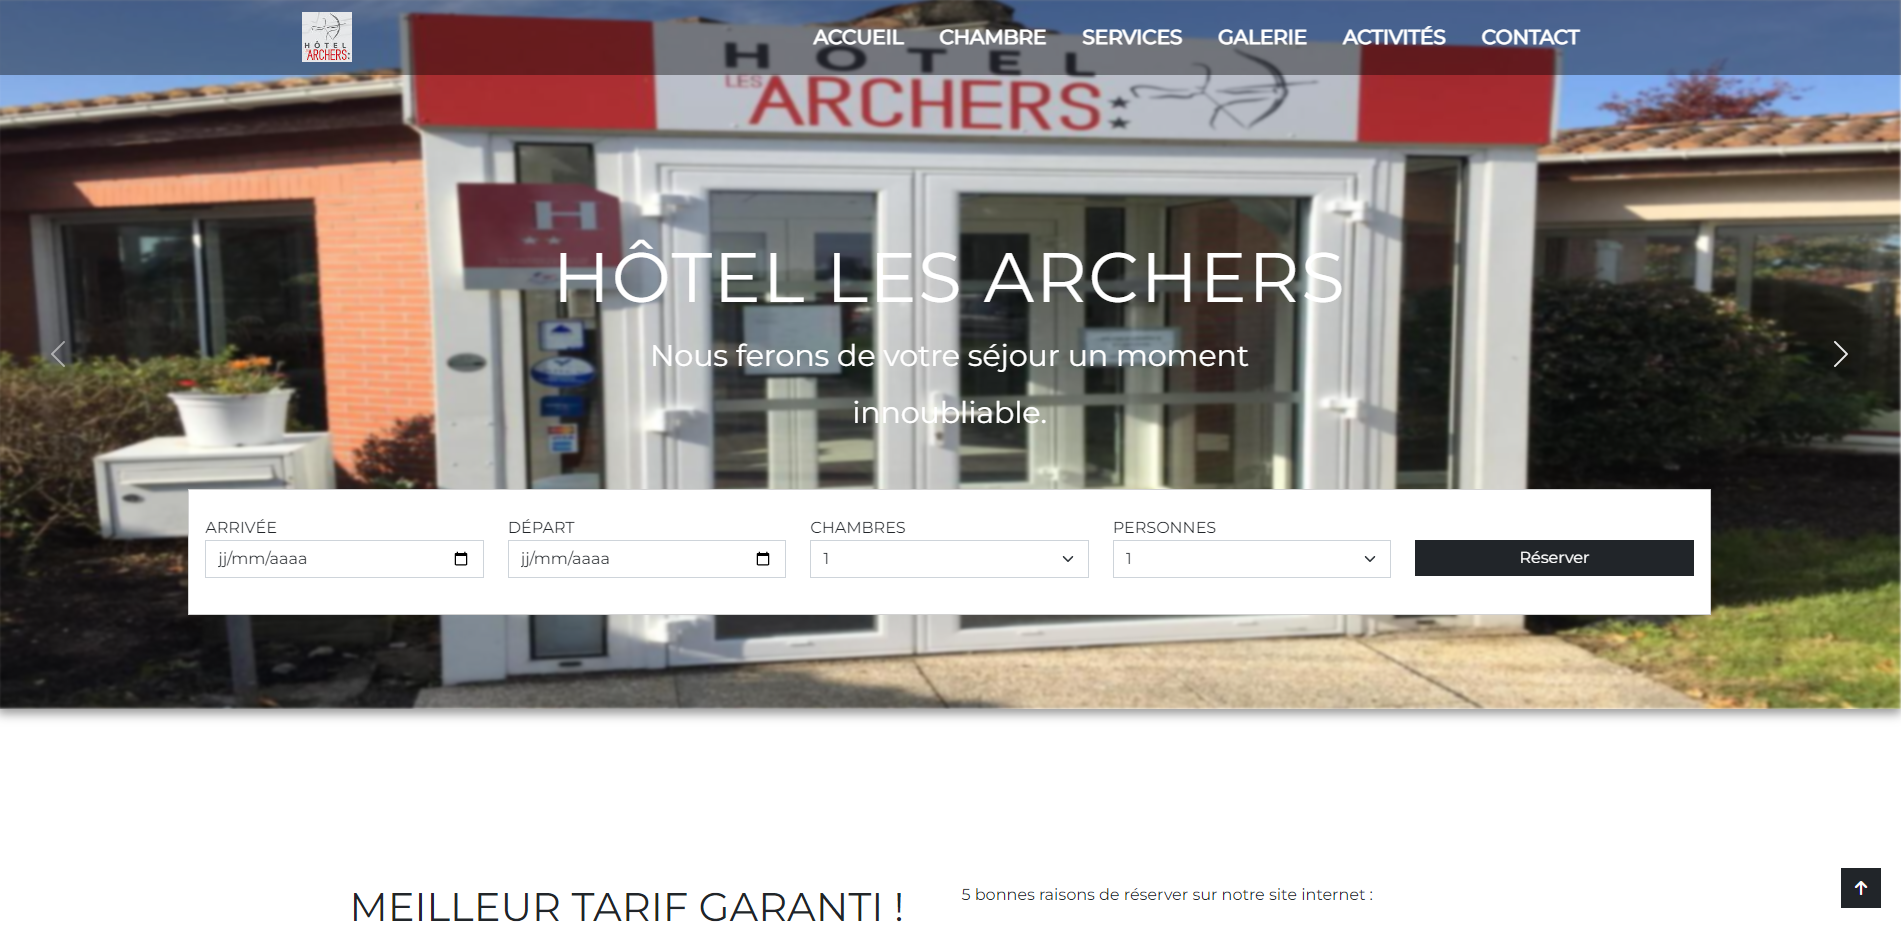 HÔTEL
LES ARCHERS
ACCUEIL CHAMBRE SERVICES GALERIE ACTIVITÉS CONTACT
HÔTEL
LES
ARCHERS
H
HÔTEL LES ARCHERS
Nous ferons de votre séjour un moment
innoubliable.
ARRIVÉE DÉPART CHAMBRES PERSONNES
jj/mm/aaaa jj/mm/aaaa 1 1 Réserver
MEILLEUR TARIF GARANTI !
5 bonnes raisons de réserver sur notre site internet :